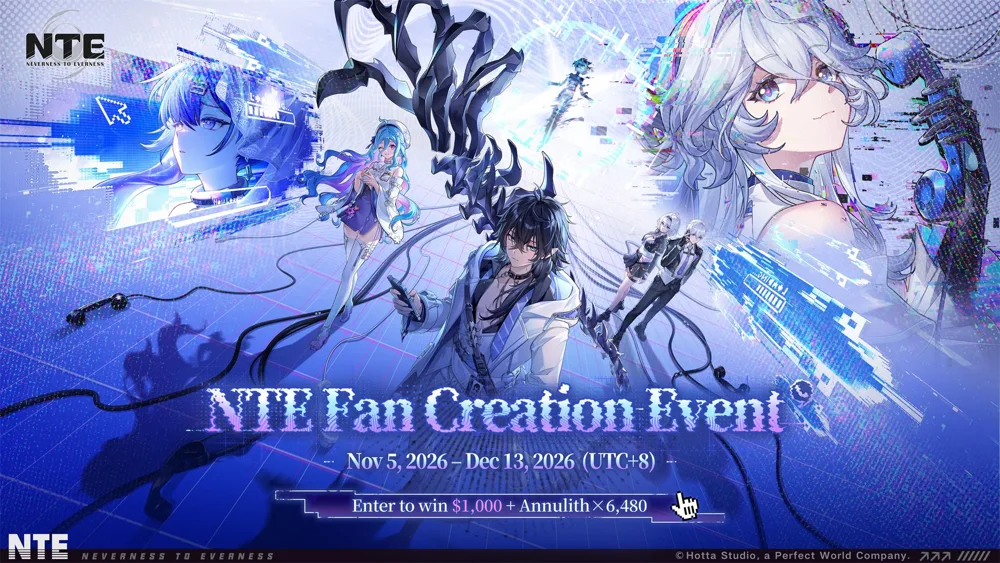 NTE
NEVERNESS TO EVERNESS
NTE Fan Creation Event
Nov 5, 2026 – Dec 13, 2026 (UTC+8)
Enter to win $1,000 + Annulith×6,480
NTE NEVERNESS TO EVERNESS
©Hotta Studio, a Perfect World Company.